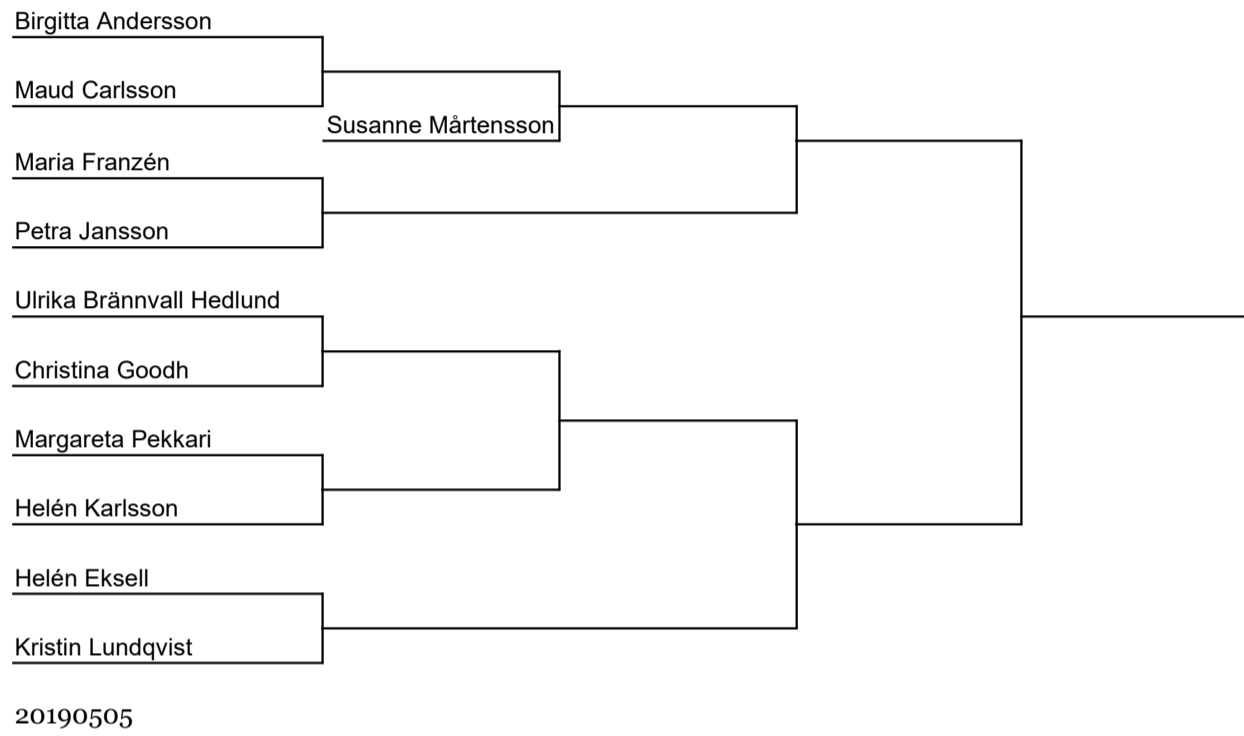 Birgitta Andersson
Maud Carlsson
Susanne Mårtensson
Maria Franzén
Petra Jansson
Ulrika Brännvall Hedlund
Christina Goodh
Margareta Pekkari
Helén Karlsson
Helén Eksell
Kristin Lundqvist
20190505